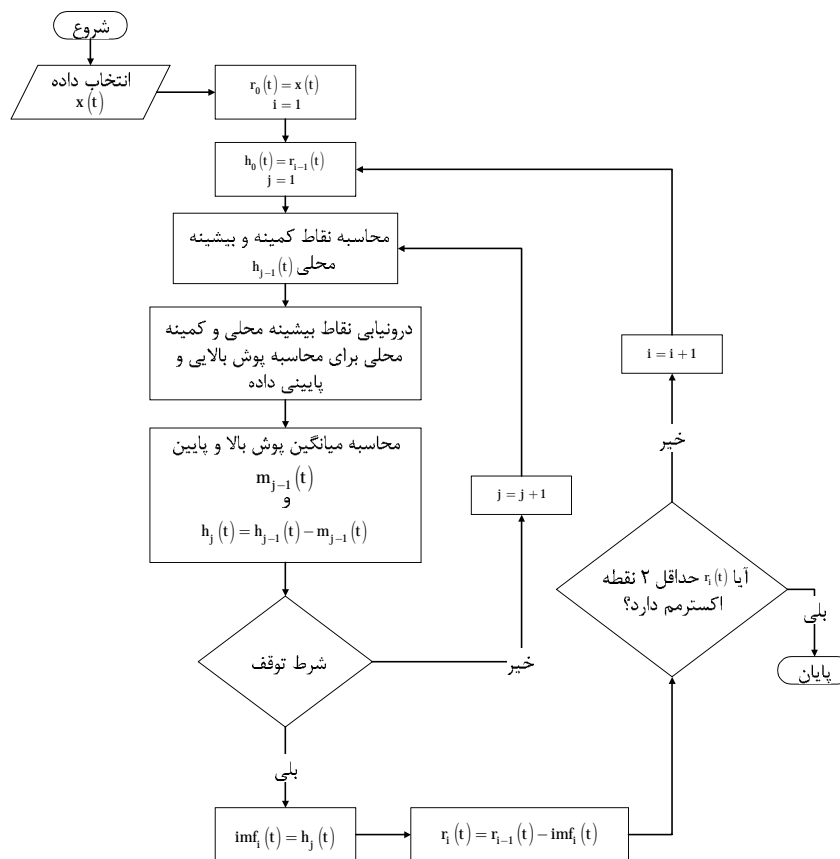 شروع
انتخاب داده
x(t)
r₀(t) = x(t)
i = 1
h₀(t) = rᵢ₋₁(t)
j = 1
محاسبه نقاط کمینه و بیشینه
محلی hⱼ₋₁(t)
درونیابی نقاط بیشینه محلی و کمینه
محلی برای محاسبه پوش بالایی و
پایینی داده
محاسبه میانگین پوش بالا و پایین
mⱼ₋₁(t)
و
hⱼ(t) = hⱼ₋₁(t) − mⱼ₋₁(t)
شرط توقف
خیر
j = j + 1
بلی
imfᵢ(t) = hⱼ(t)
rᵢ(t) = rᵢ₋₁(t) − imfᵢ(t)
آیا rᵢ(t) حداقل ۲ نقطه
اکسترمم دارد؟
خیر
i = i + 1
بلی
پایان